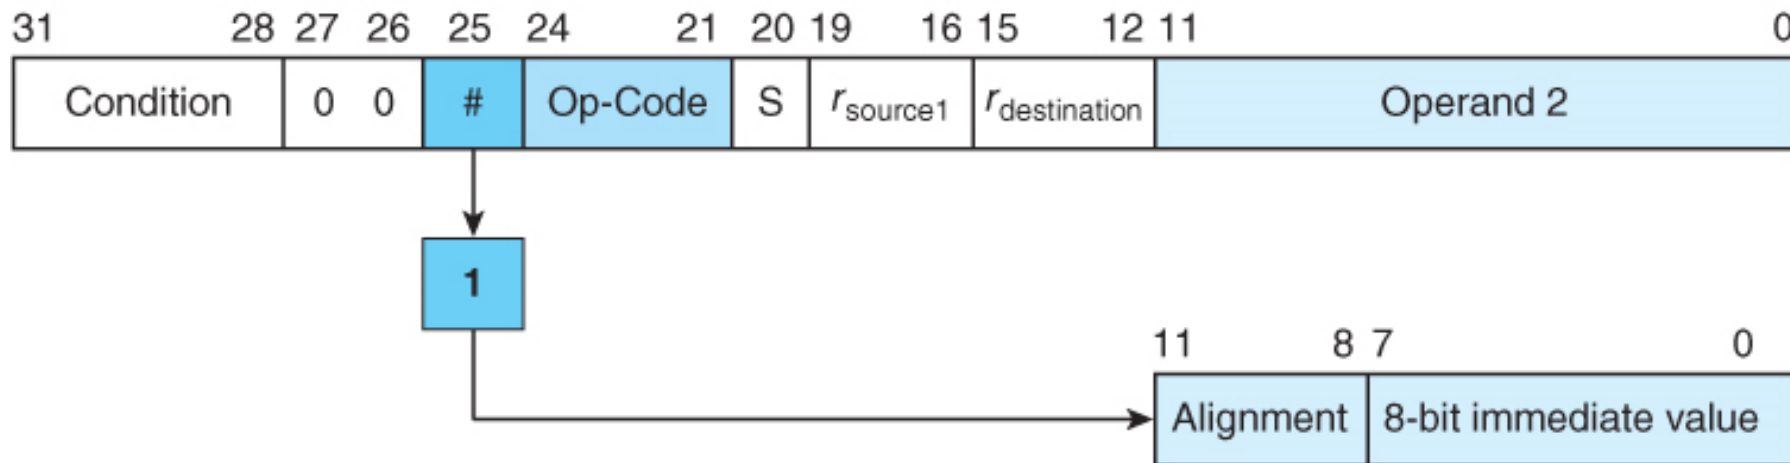 31 28 27 26 25 24 21 20 19 16 15 12 11 0
Condition 0 0 # Op-Code S rsource1 rdestination Operand 2
1
11 8 7 0
Alignment 8-bit immediate value